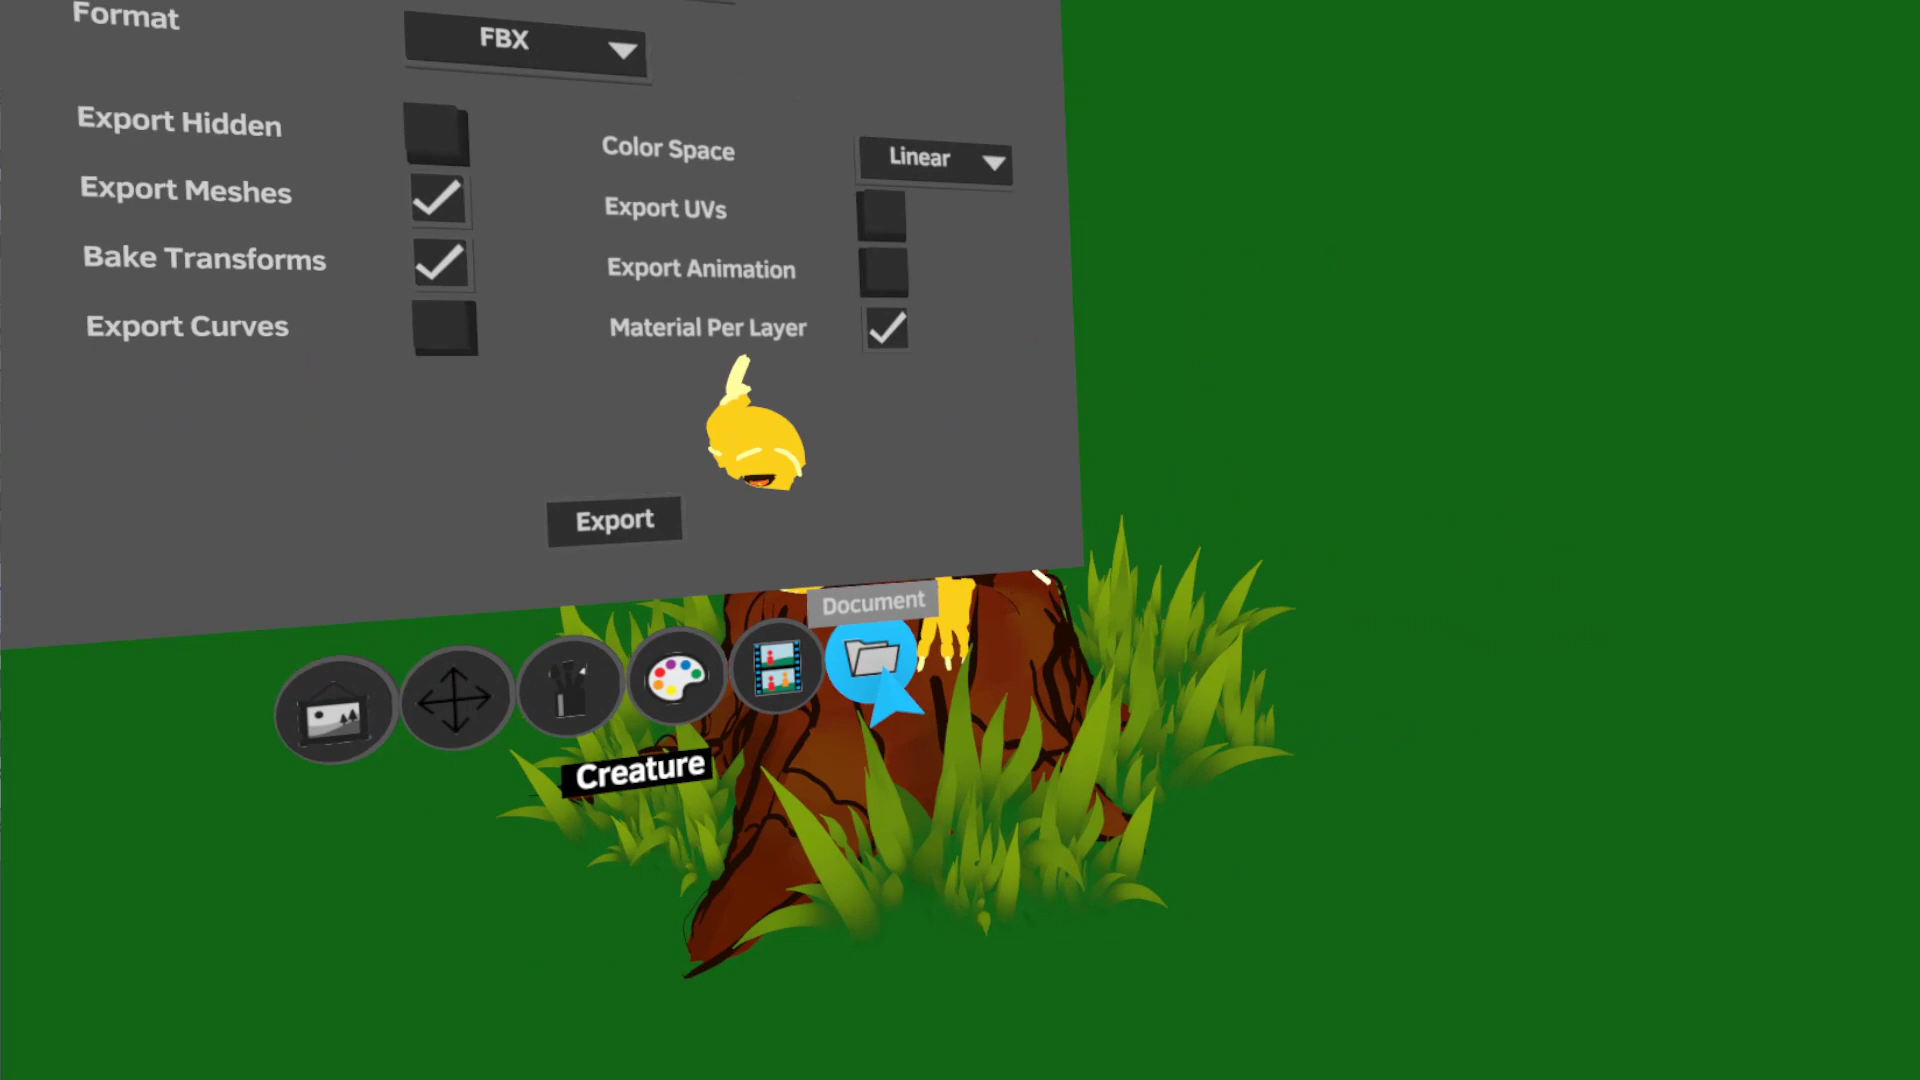 Format
FBX
Export Hidden
Export Meshes
Bake Transforms
Export Curves
Color Space
Linear
Export UVs
Export Animation
Material Per Layer
Export
Document
Creature